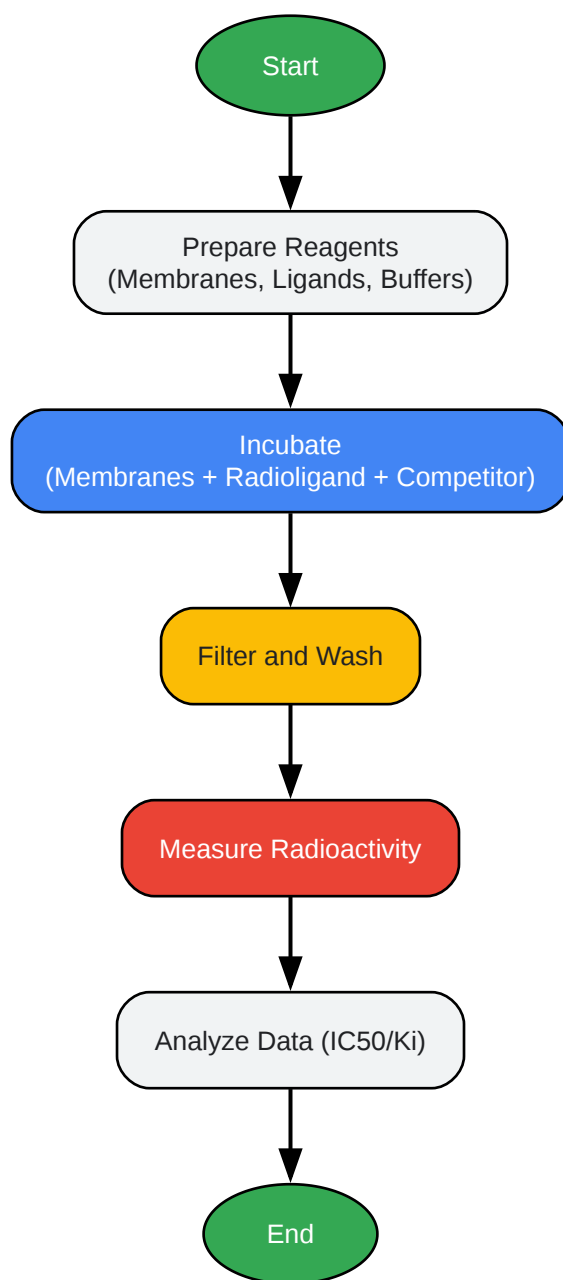 Start
Prepare Reagents
(Membranes, Ligands, Buffers)
Incubate
(Membranes + Radioligand + Competitor)
Filter and Wash
Measure Radioactivity
Analyze Data (IC50/Ki)
End